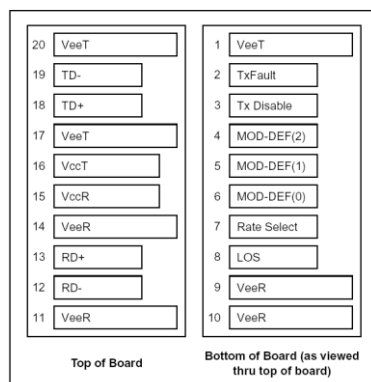 20 VeeT
19 TD-
18 TD+
17 VeeT
16 VccT
15 VccR
14 VeeR
13 RD+
12 RD-
11 VeeR
Top of Board
1 VeeT
2 TxFault
3 Tx Disable
4 MOD-DEF(2)
5 MOD-DEF(1)
6 MOD-DEF(0)
7 Rate Select
8 LOS
9 VeeR
10 VeeR
Bottom of Board (as viewed
thru top of board)